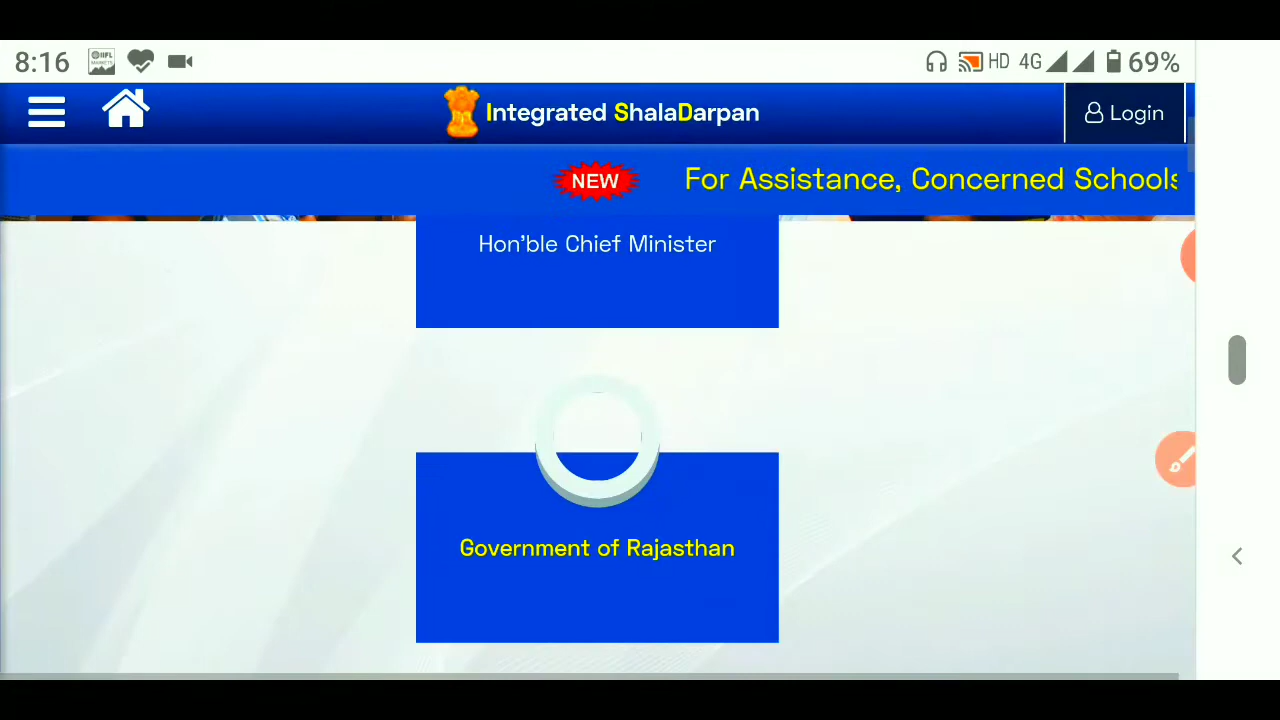 8:16
HD 4G 69%
Integrated ShalaDarpan
Login
NEW For Assistance, Concerned Schools
Hon'ble Chief Minister
Government of Rajasthan